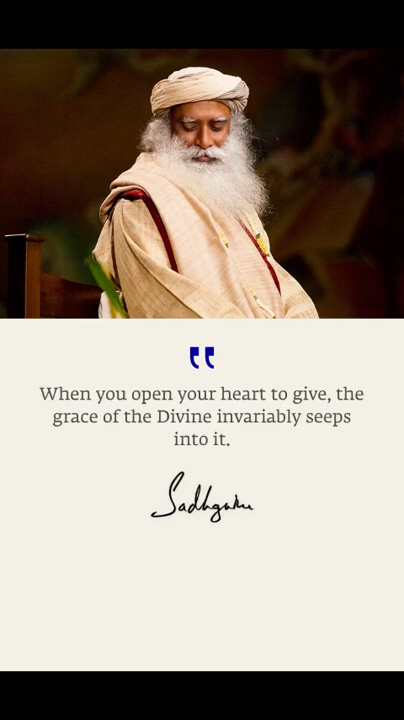 When you open your heart to give, the
grace of the Divine invariably seeps
into it.
Sadhguru